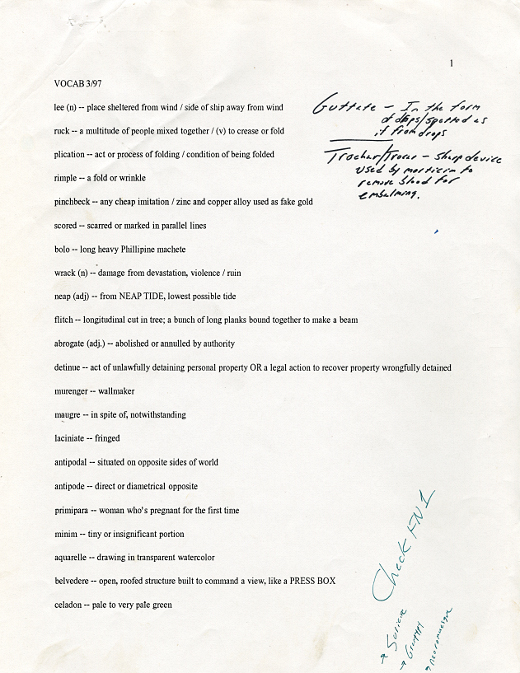 1
VOCAB 3/97
lee (n) -- place sheltered from wind / side of ship away from wind
ruck -- a multitude of people mixed together / (v) to crease or fold
plication -- act or process of folding / condition of being folded
rimple -- a fold or wrinkle
pinchbeck -- any cheap imitation / zinc and copper alloy used as fake gold
scored -- scarred or marked in parallel lines
bolo -- long heavy Phillipine machete
wrack (n) -- damage from devastation, violence / ruin
neap (adj) -- from NEAP TIDE, lowest possible tide
flitch -- longitudinal cut in tree; a bunch of long planks bound together to make a beam
abrogate (adj.) -- abolished or annulled by authority
detinue -- act of unlawfully detaining personal property OR a legal action to recover property wrongfully detained
murenger -- wallmaker
maugre -- in spite of, notwithstanding
laciniate -- fringed
antipodal -- situated on opposite sides of world
antipode -- direct or diametrical opposite
primipara -- woman who's pregnant for the first time
minim -- tiny or insignificant portion
aquarelle -- drawing in transparent watercolor
belvedere -- open, roofed structure built to command a view, like a PRESS BOX
celadon -- pale to very pale green
Guttate - In the form
of drops/spotted as
if from drops
Trochar/Trocar - sharp device
used by mortician to
remove blood for
embalming.
Check FN 1